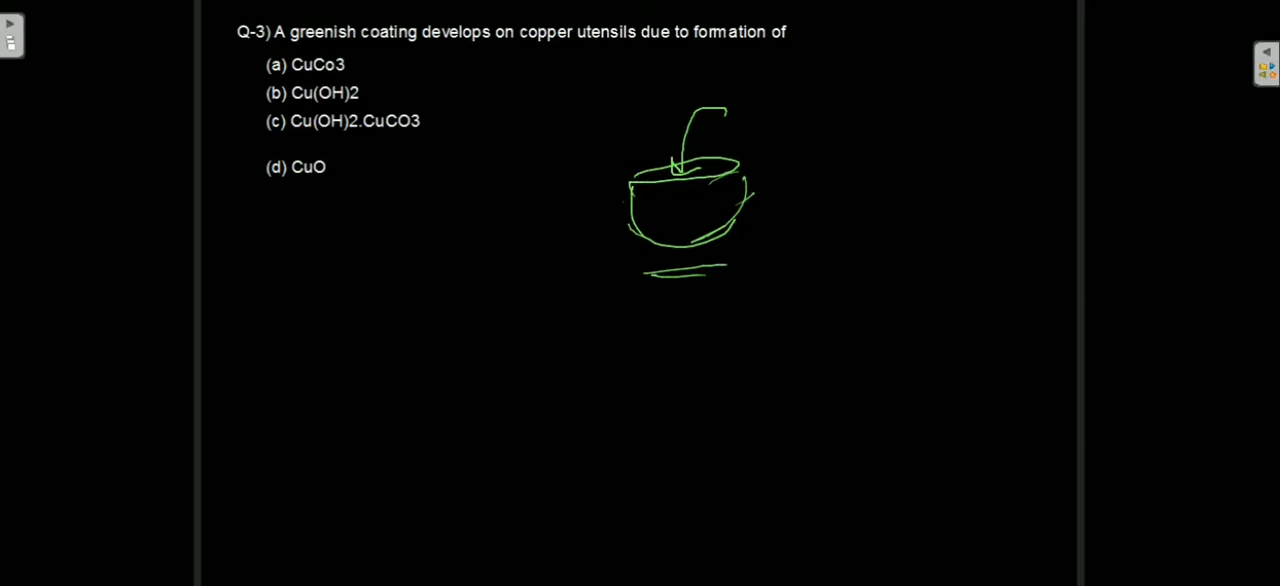 Q-3) A greenish coating develops on copper utensils due to formation of
(a) CuCo3
(b) Cu(OH)2
(c) Cu(OH)2.CuCO3
(d) CuO